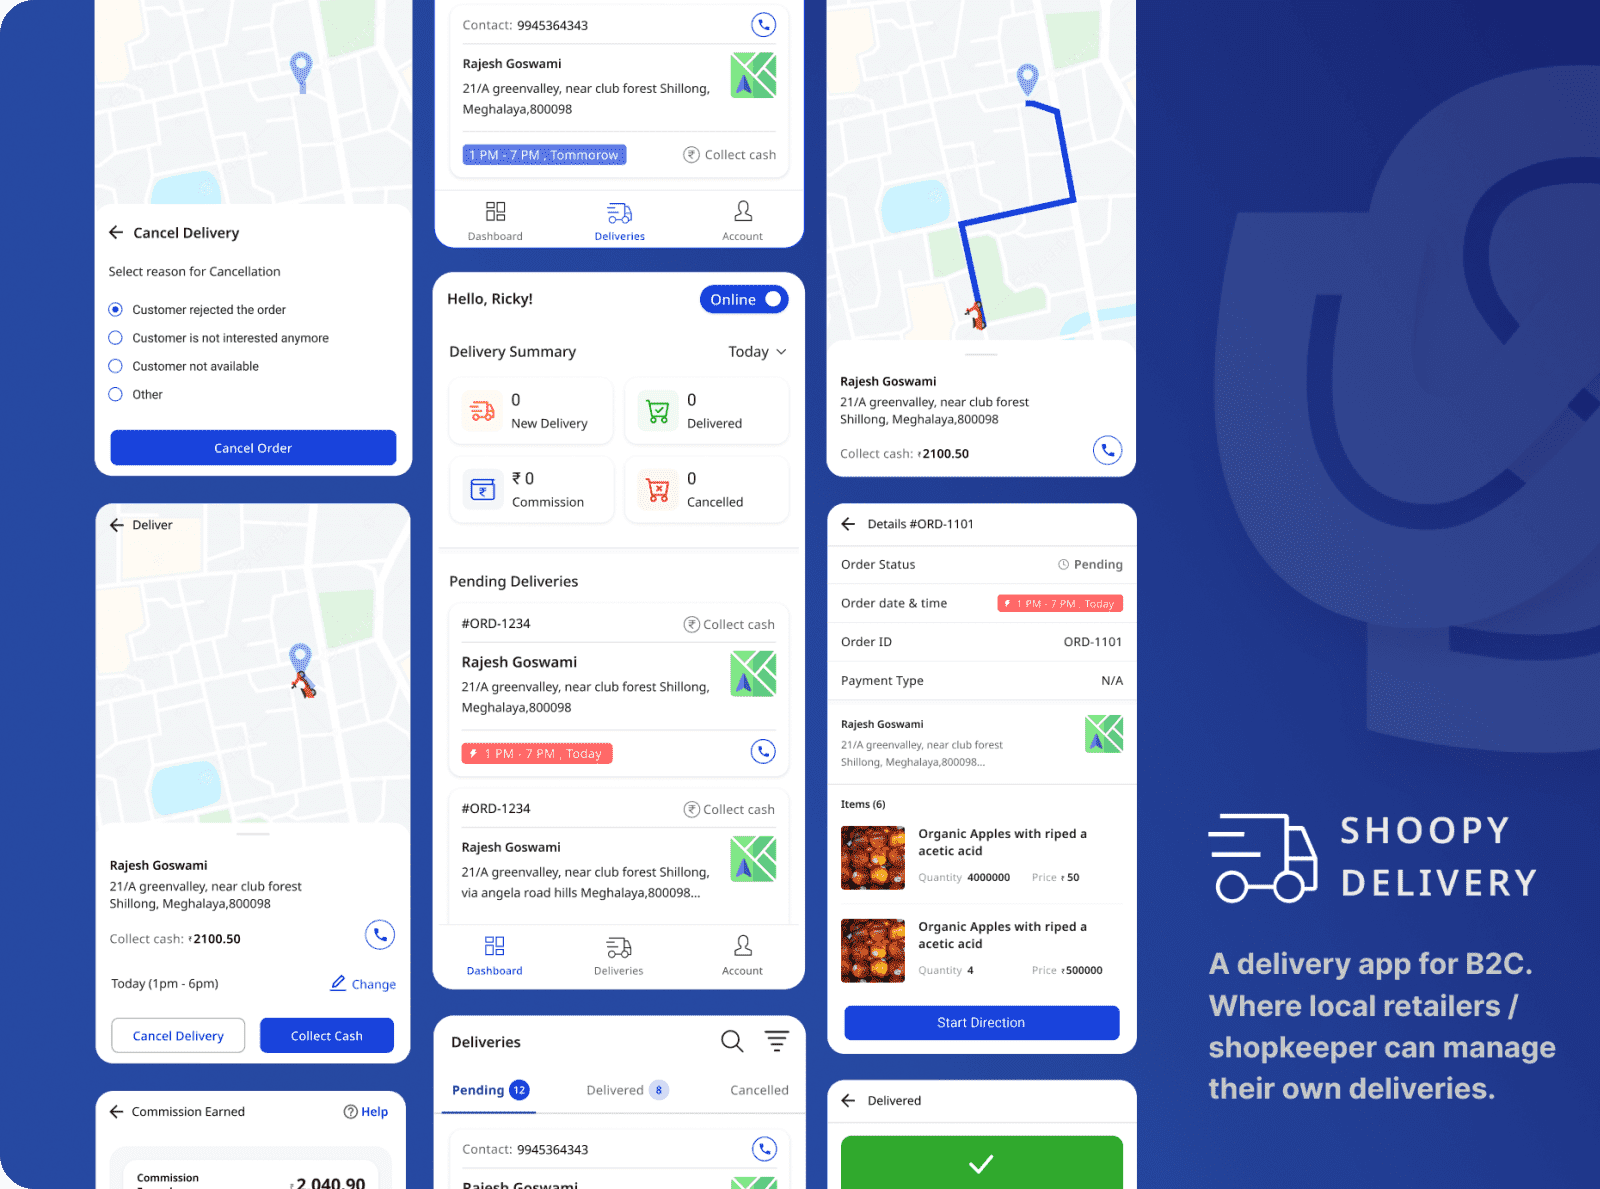 Cancel Delivery
Select reason for Cancellation
Customer rejected the order
Customer is not interested anymore
Customer not available
Other
Cancel Order
Deliver
Rajesh Goswami
21/A greenvalley, near club forest
Shillong, Meghalaya,800098
Collect cash: ₹2100.50
Today (1pm - 6pm)
Change
Cancel Delivery
Collect Cash
Commission Earned
Help
Commission
₹2,040.90
Contact: 9945364343
Rajesh Goswami
21/A greenvalley, near club forest Shillong,
Meghalaya,800098
1 PM - 7 PM , Tommorow
₹ Collect cash
Dashboard
Deliveries
Account
Hello, Ricky!
Online
Delivery Summary
Today
0
New Delivery
0
Delivered
₹ 0
Commission
0
Cancelled
Pending Deliveries
#ORD-1234
₹ Collect cash
Rajesh Goswami
21/A greenvalley, near club forest Shillong,
Meghalaya,800098
1 PM - 7 PM , Today
#ORD-1234
₹ Collect cash
Rajesh Goswami
21/A greenvalley, near club forest Shillong,
via angela road hills Meghalaya,800098...
Dashboard
Deliveries
Account
Deliveries
Pending 12
Delivered 8
Cancelled
Contact: 9945364343
Rajesh Goswami
Rajesh Goswami
21/A greenvalley, near club forest
Shillong, Meghalaya,800098
Collect cash: ₹2100.50
Details #ORD-1101
Order Status
Pending
Order date & time
1 PM - 7 PM , Today
Order ID
ORD-1101
Payment Type
N/A
Rajesh Goswami
21/A greenvalley, near club forest
Shillong, Meghalaya,800098...
Items (6)
Organic Apples with riped a
acetic acid
Quantity 4000000 Price ₹50
Organic Apples with riped a
acetic acid
Quantity 4 Price ₹500000
Start Direction
Delivered
SHOOPY
DELIVERY
A delivery app for B2C.
Where local retailers /
shopkeeper can manage
their own deliveries.